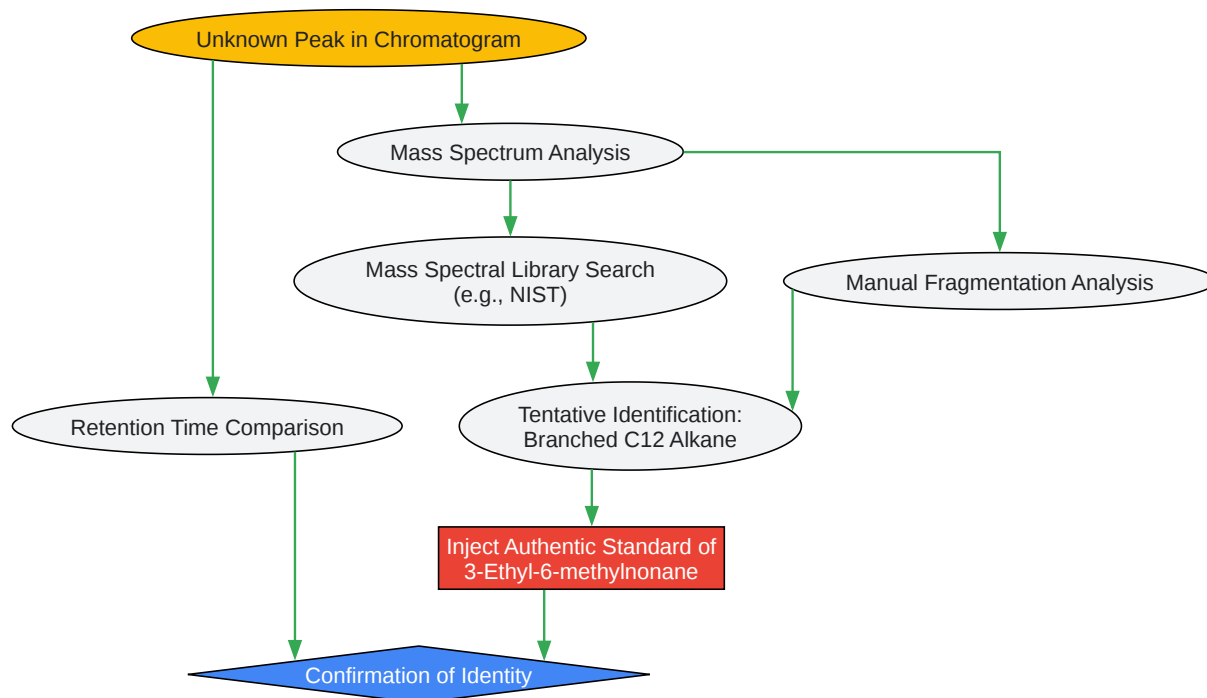 Unknown Peak in Chromatogram
Mass Spectrum Analysis
Mass Spectral Library Search
(e.g., NIST)
Manual Fragmentation Analysis
Retention Time Comparison
Tentative Identification:
Branched C12 Alkane
Inject Authentic Standard of
3-Ethyl-6-methylnonane
Confirmation of Identity